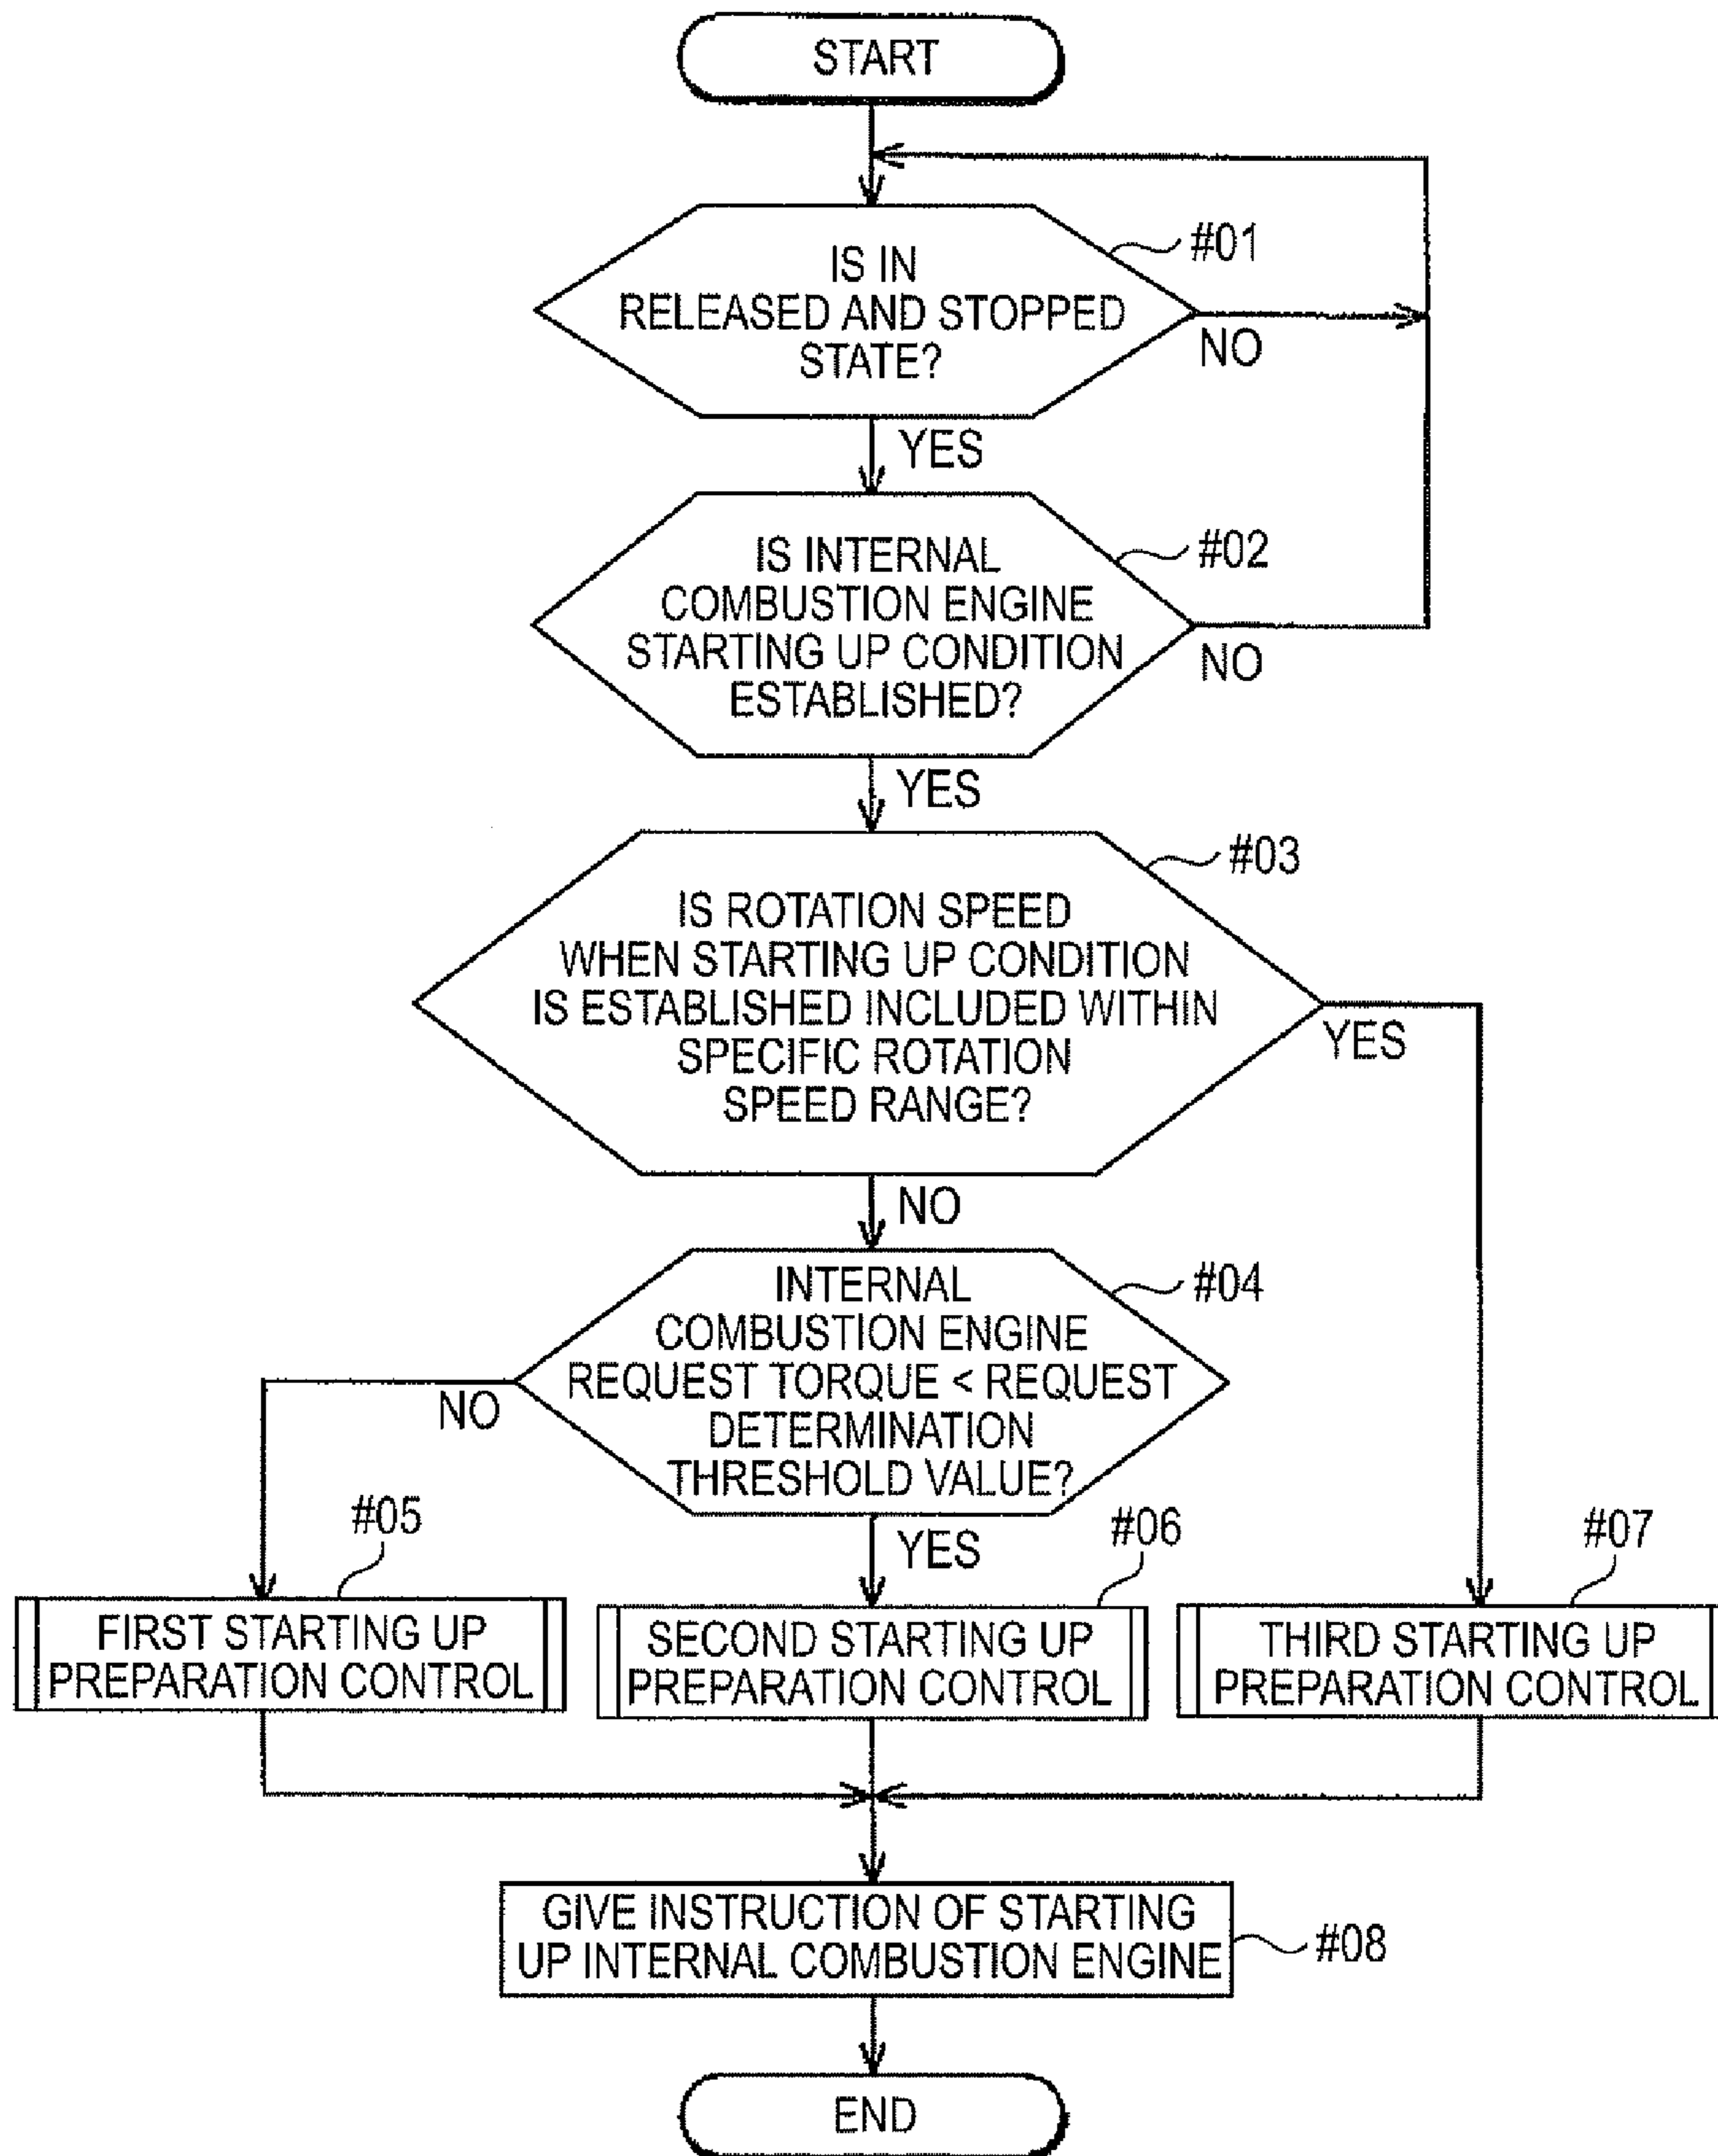 START
IS IN
RELEASED AND STOPPED
STATE?
#01
NO
YES
IS INTERNAL
COMBUSTION ENGINE
STARTING UP CONDITION
ESTABLISHED?
#02
NO
YES
IS ROTATION SPEED
WHEN STARTING UP CONDITION
IS ESTABLISHED INCLUDED WITHIN
SPECIFIC ROTATION
SPEED RANGE?
#03
YES
NO
INTERNAL
COMBUSTION ENGINE
REQUEST TORQUE < REQUEST
DETERMINATION
THRESHOLD VALUE?
#04
NO
YES
#05
FIRST STARTING UP
PREPARATION CONTROL
#06
SECOND STARTING UP
PREPARATION CONTROL
#07
THIRD STARTING UP
PREPARATION CONTROL
GIVE INSTRUCTION OF STARTING
UP INTERNAL COMBUSTION ENGINE
#08
END